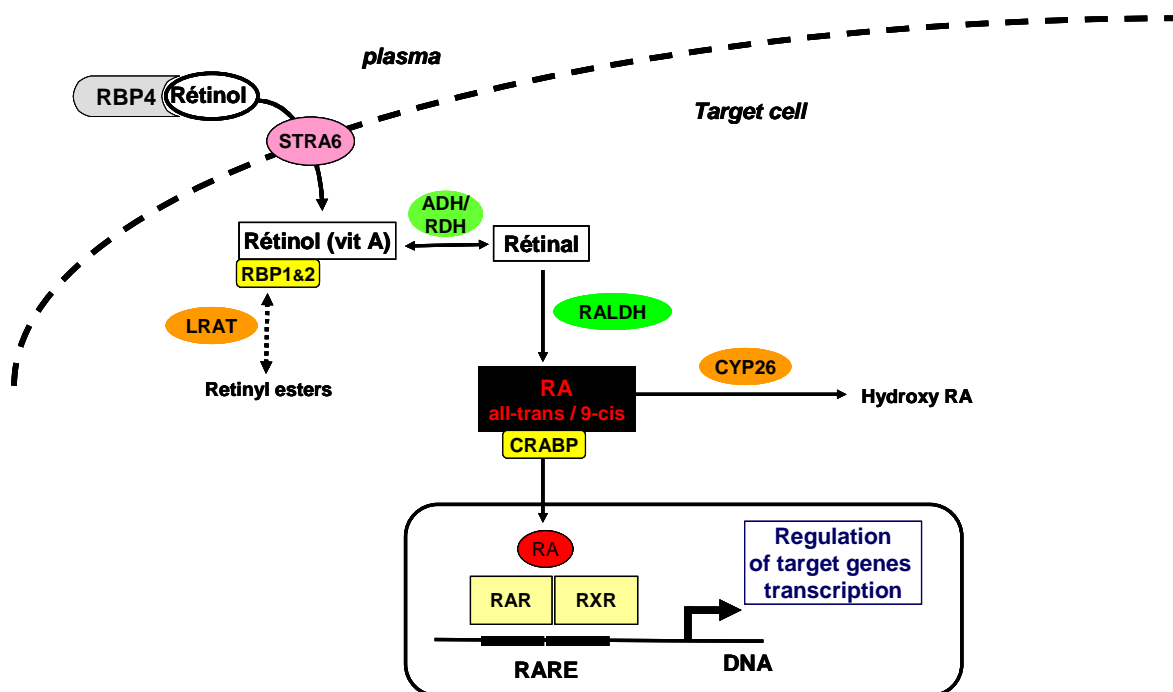 plasma
RBP4
Rétinol
Target cell
STRA6
ADH/
RDH
Rétinol (vit A)
Rétinal
RBP1&2
LRAT
RALDH
Retinyl esters
CYP26
RA
all-trans / 9-cis
Hydroxy RA
CRABP
RA
Regulation
of target genes
transcription
RAR
RXR
RARE
DNA